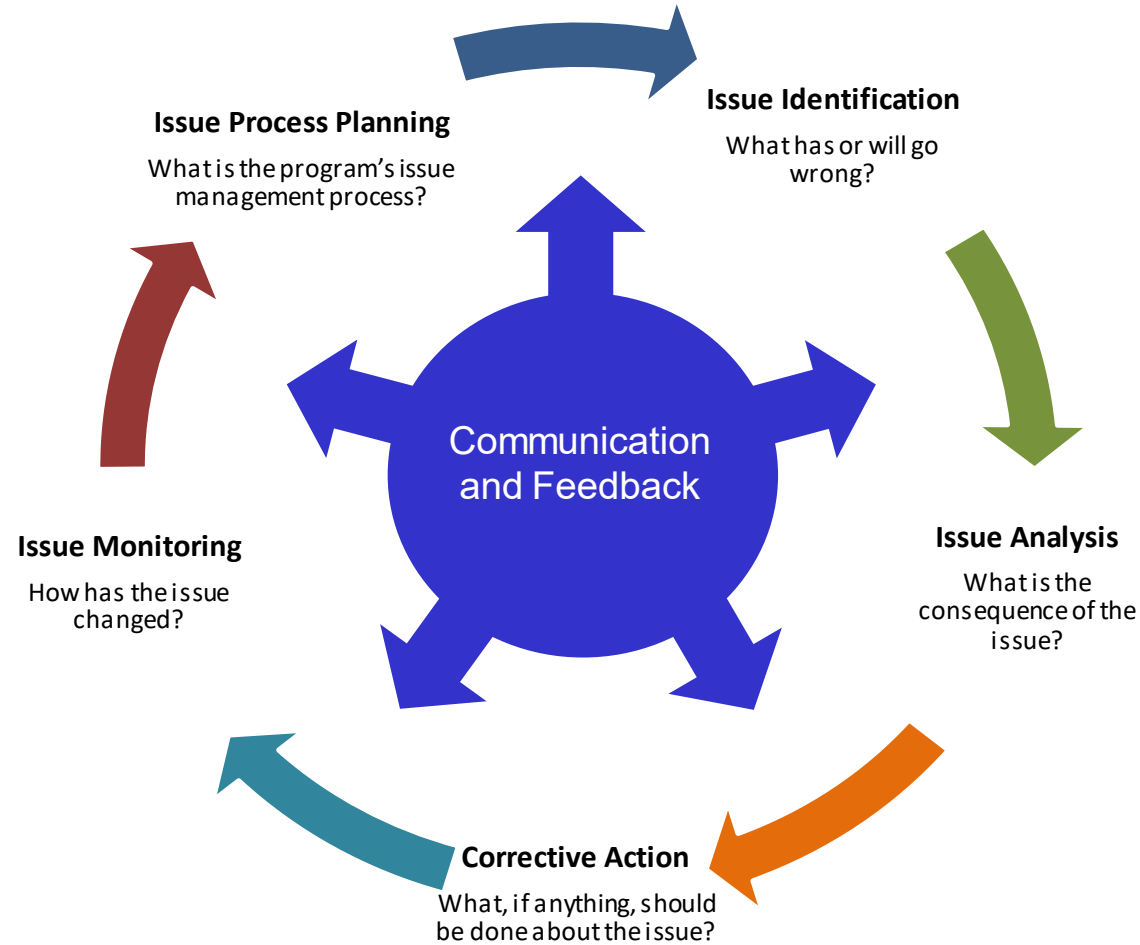 Issue Process Planning
What is the program's issue
management process?
Issue Identification
What has or will go
wrong?
Communication
and Feedback
Issue Analysis
What is the
consequence of the
issue?
Corrective Action
What, if anything, should
be done about the issue?
Issue Monitoring
How has the issue
changed?